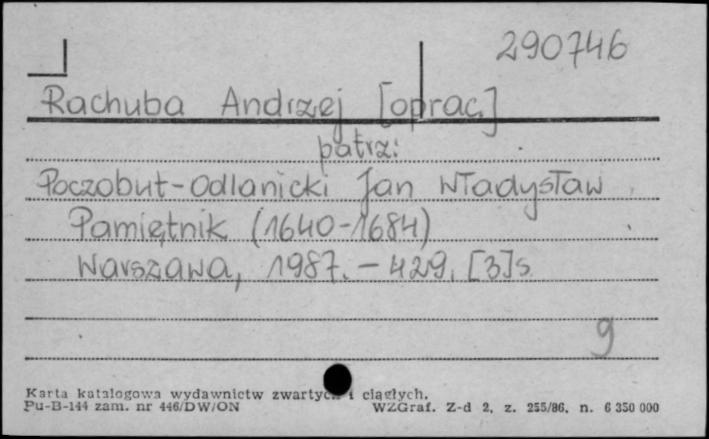 290746
Rachuba Andrzej [oprac.]
patrz:
Poczobut-Odlanicki Jan Władysław
Pamiętnik (1640-1684)
Warszawa, 1987. - 429, [3]s
9
Karta katalogowa wydawnictw zwartych i ciągłych.
Pu-B-144 zam. nr 446/DW/ON WZGraf. Z-d 2, z. 255/86, n. 6 350 000